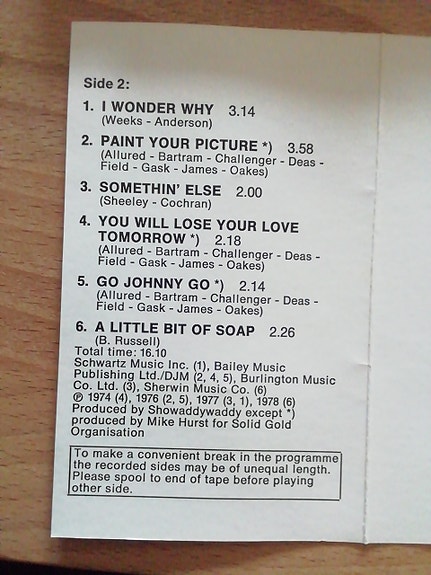 Side 2:
1. I WONDER WHY 3.14
(Weeks - Anderson)
2. PAINT YOUR PICTURE *) 3.58
(Allured - Bartram - Challenger - Deas -
Field - Gask - James - Oakes)
3. SOMETHIN' ELSE 2.00
(Sheeley - Cochran)
4. YOU WILL LOSE YOUR LOVE
TOMORROW *) 2.18
(Allured - Bartram - Challenger - Deas -
Field - Gask - James - Oakes)
5. GO JOHNNY GO *) 2.14
(Allured - Bartram - Challenger - Deas -
Field - Gask - James - Oakes)
6. A LITTLE BIT OF SOAP 2.26
(B. Russell)
Total time: 16.10
Schwartz Music Inc. (1), Bailey Music
Publishing Ltd./DJM (2, 4, 5), Burlington Music
Co. Ltd. (3), Sherwin Music Co. (6)
℗ 1974 (4), 1976 (2, 5), 1977 (3, 1), 1978 (6)
Produced by Showaddywaddy except *)
produced by Mike Hurst for Solid Gold
Organisation
To make a convenient break in the programme
the recorded sides may be of unequal length.
Please spool to end of tape before playing
other side.